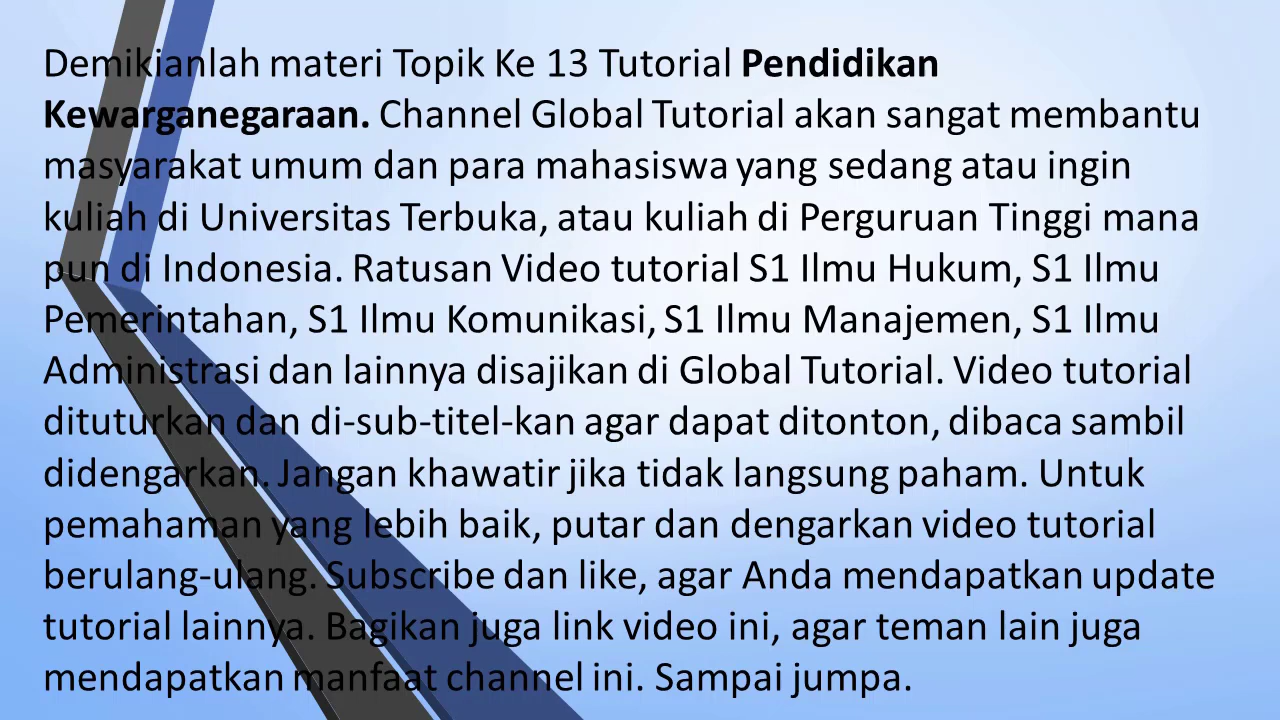 Demikianlah materi Topik Ke 13 Tutorial Pendidikan
Kewarganegaraan. Channel Global Tutorial akan sangat membantu
masyarakat umum dan para mahasiswa yang sedang atau ingin
kuliah di Universitas Terbuka, atau kuliah di Perguruan Tinggi mana
pun di Indonesia. Ratusan Video tutorial S1 Ilmu Hukum, S1 Ilmu
Pemerintahan, S1 Ilmu Komunikasi, S1 Ilmu Manajemen, S1 Ilmu
Administrasi dan lainnya disajikan di Global Tutorial. Video tutorial
dituturkan dan di-sub-titel-kan agar dapat ditonton, dibaca sambil
didengarkan. Jangan khawatir jika tidak langsung paham. Untuk
pemahaman yang lebih baik, putar dan dengarkan video tutorial
berulang-ulang. Subscribe dan like, agar Anda mendapatkan update
tutorial lainnya. Bagikan juga link video ini, agar teman lain juga
mendapatkan manfaat channel ini. Sampai jumpa.